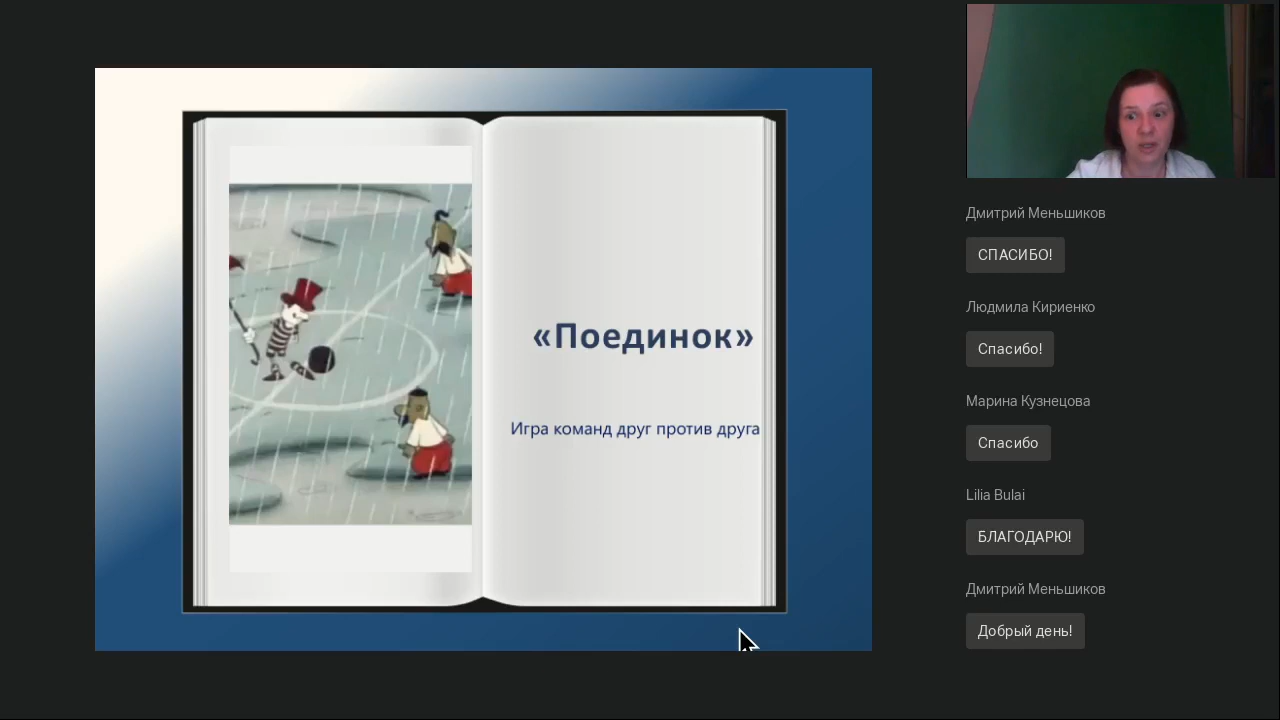 «Поединок»
Игра команд друг против друга
Дмитрий Меньшиков
СПАСИБО!
Людмила Кириенко
Спасибо!
Марина Кузнецова
Спасибо
Lilia Bulai
БЛАГОДАРЮ!
Дмитрий Меньшиков
Добрый день!